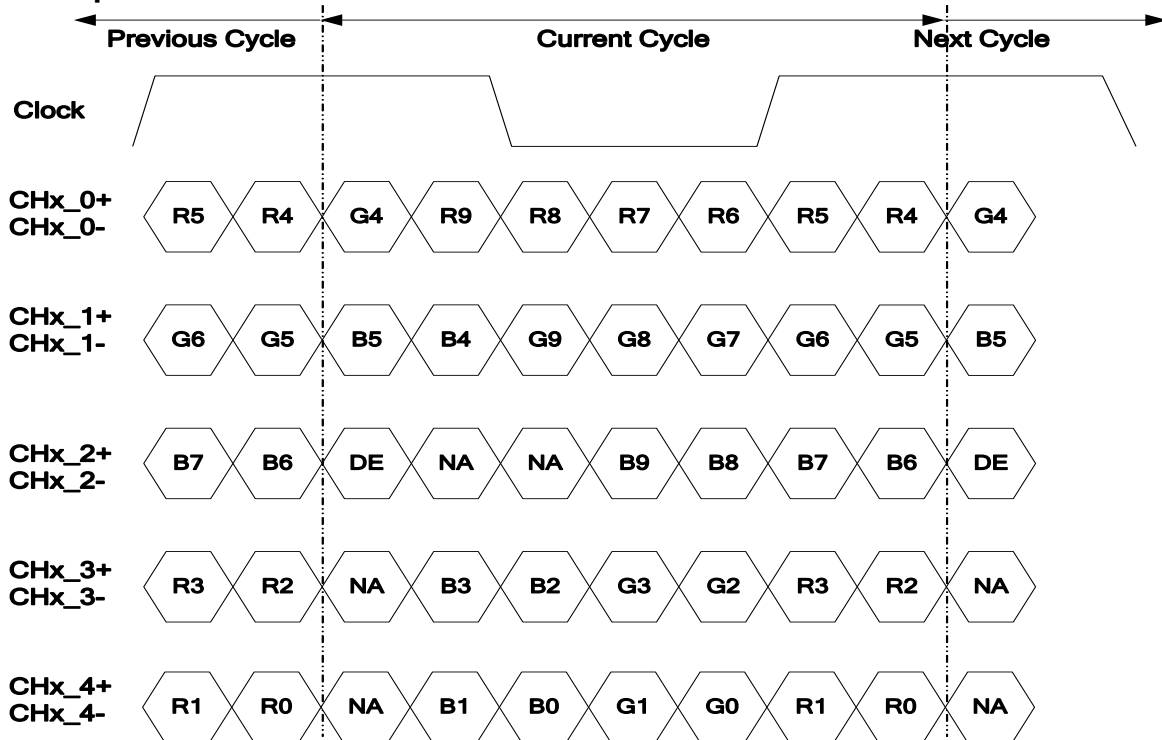 Previous Cycle Current Cycle Next Cycle
Clock
CHx_0+
CHx_0-
R5 R4 G4 R9 R8 R7 R6 R5 R4 G4
CHx_1+
CHx_1-
G6 G5 B5 B4 G9 G8 G7 G6 G5 B5
CHx_2+
CHx_2-
B7 B6 DE NA NA B9 B8 B7 B6 DE
CHx_3+
CHx_3-
R3 R2 NA B3 B2 G3 G2 R3 R2 NA
CHx_4+
CHx_4-
R1 R0 NA B1 B0 G1 G0 R1 R0 NA